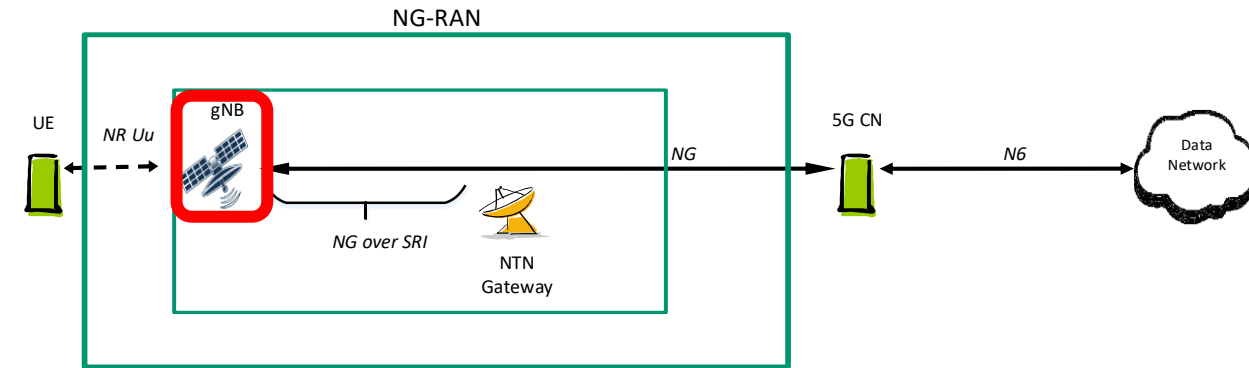 NG-RAN
gNB
UE
NR Uu
5G CN
NG
N6
Data
Network
NG over SRI
NTN
Gateway